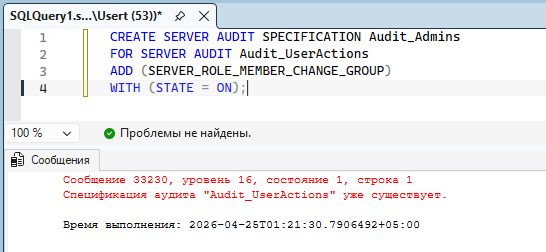 SQLQuery1.s...\Usert (53))*
1 CREATE SERVER AUDIT SPECIFICATION Audit_Admins
2 FOR SERVER AUDIT Audit_UserActions
3 ADD (SERVER_ROLE_MEMBER_CHANGE_GROUP)
4 WITH (STATE = ON);
100 % Проблемы не найдены.
Сообщения
Сообщение 33230, уровень 16, состояние 1, строка 1
Спецификация аудита "Audit_UserActions" уже существует.
Время выполнения: 2026-04-25T01:21:30.7906492+05:00